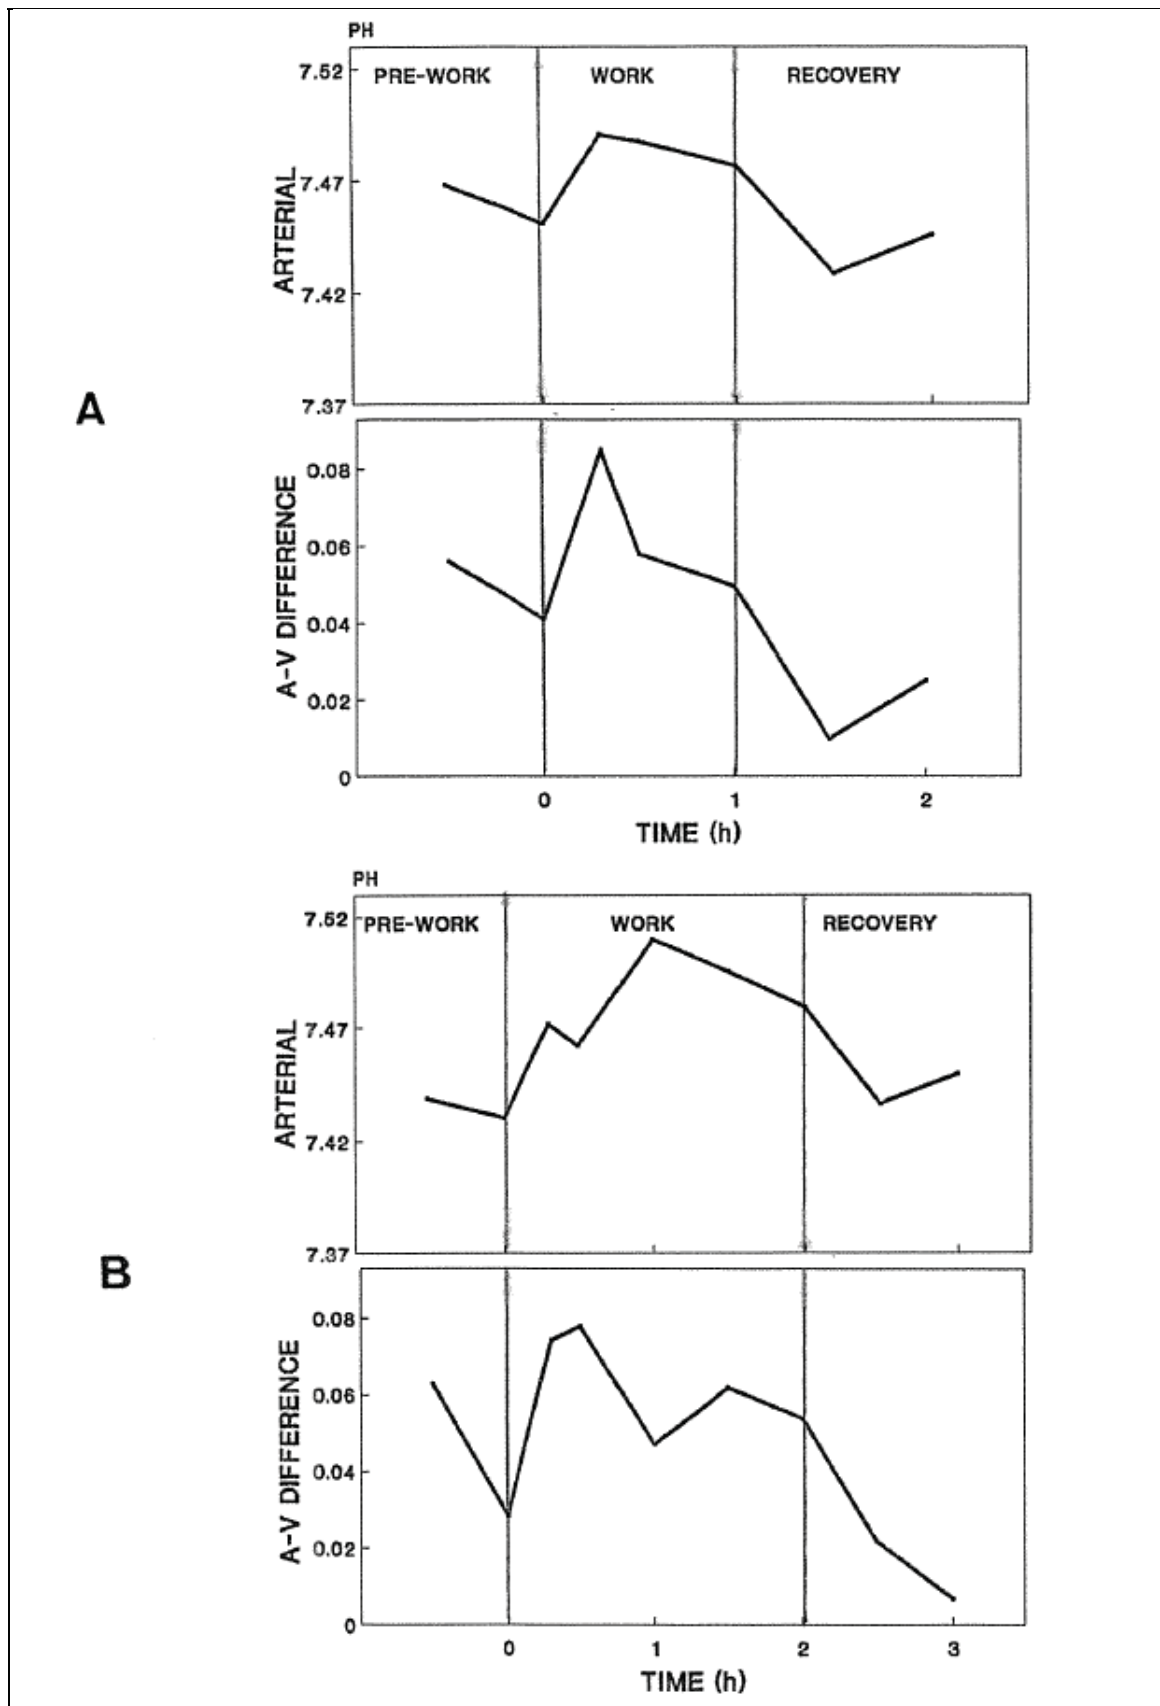 PH
7.52
PRE-WORK WORK RECOVERY
7.47
ARTERIAL
7.42
7.37
A
0.08
0.06
A-V DIFFERENCE
0.04
0.02
0
0 1 2
TIME (h)
PH
7.52
PRE-WORK WORK RECOVERY
7.47
ARTERIAL
7.42
7.37
B
0.08
0.06
A-V DIFFERENCE
0.04
0.02
0
0 1 2 3
TIME (h)